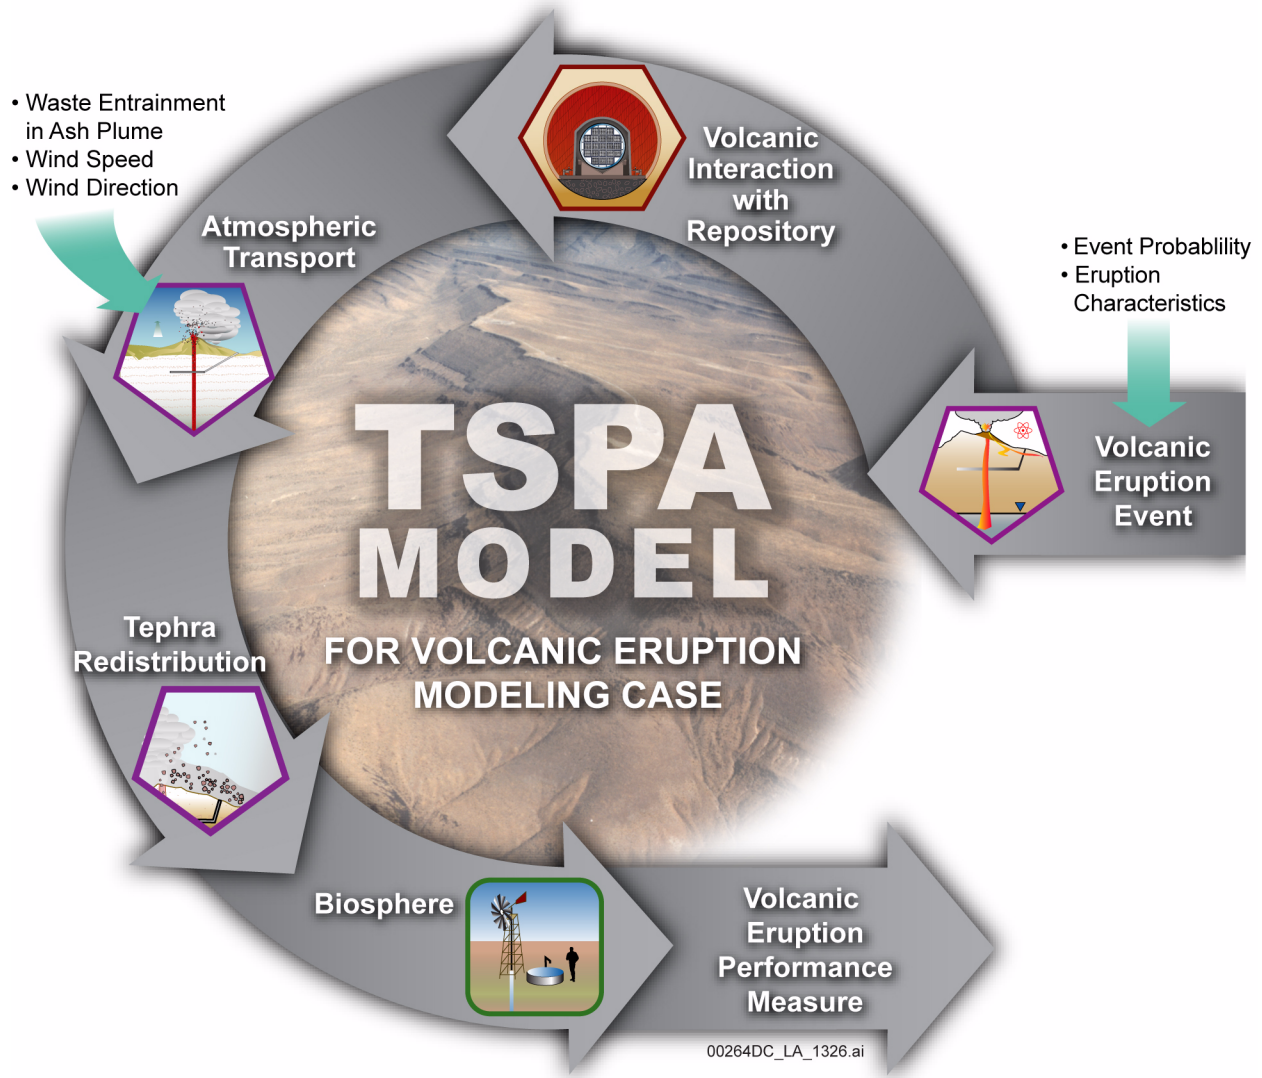 • Waste Entrainment
in Ash Plume
• Wind Speed
• Wind Direction
Atmospheric
Transport
Volcanic
Interaction
with
Repository
• Event Probablility
• Eruption
Characteristics
Volcanic
Eruption
Event
TSPA
MODEL
FOR VOLCANIC ERUPTION
MODELING CASE
Tephra
Redistribution
Biosphere
Volcanic
Eruption
Performance
Measure
00264DC_LA_1326.ai